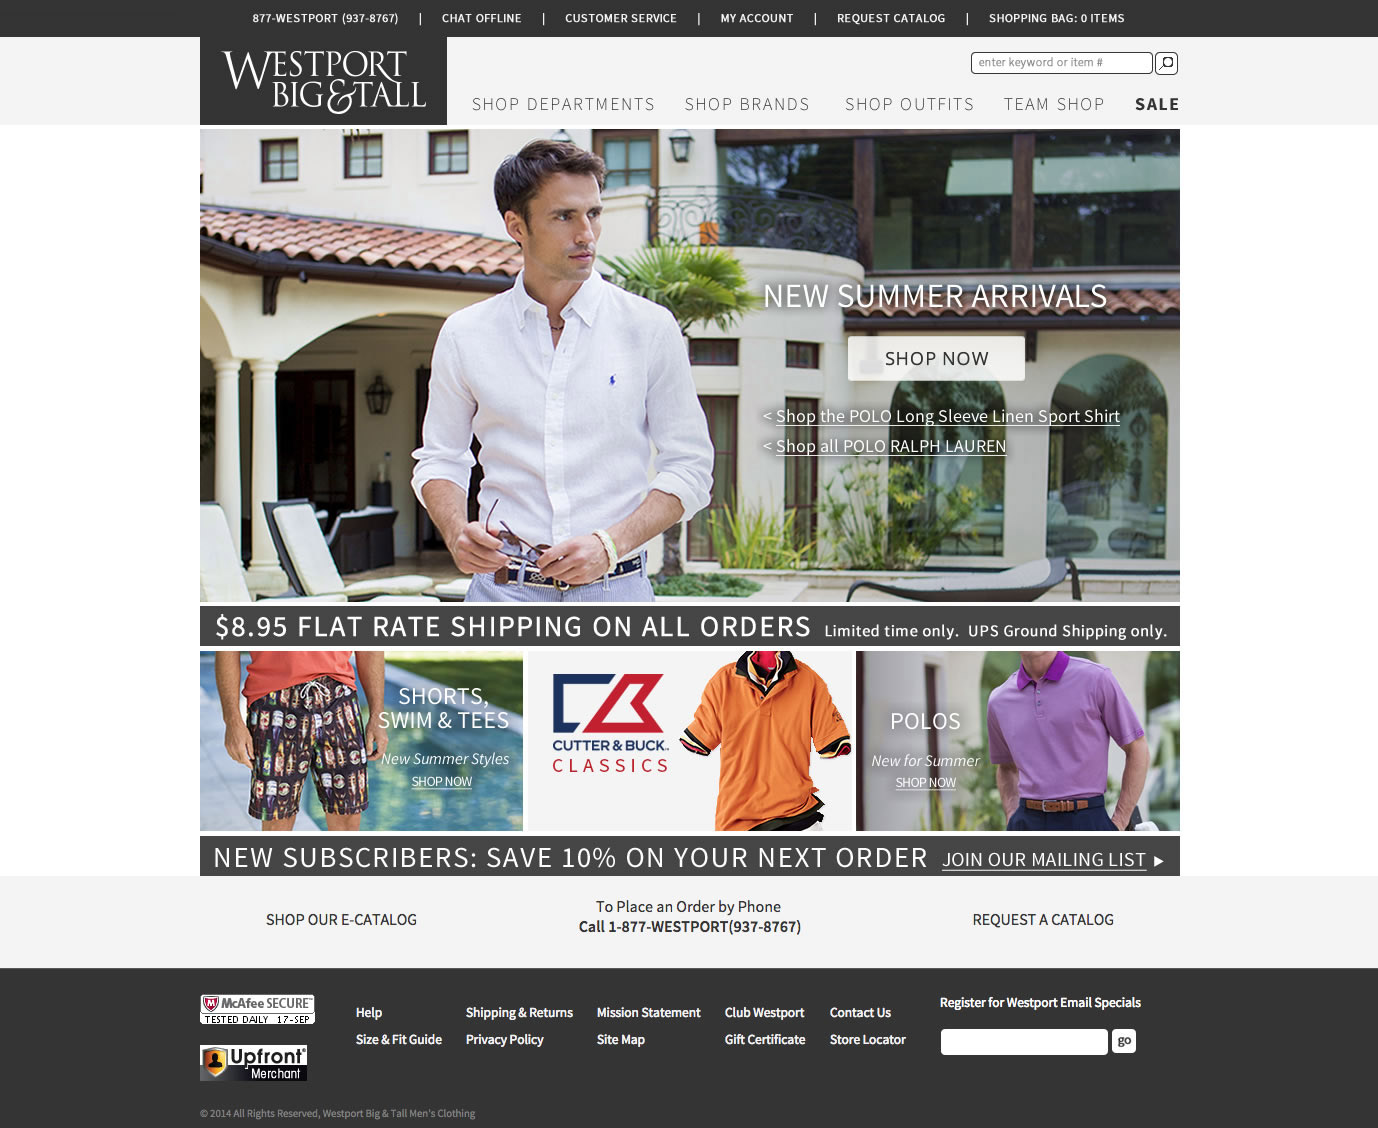 877-WESTPORT (937-8767) | CHAT OFFLINE | CUSTOMER SERVICE | MY ACCOUNT | REQUEST CATALOG | SHOPPING BAG: 0 ITEMS
WESTPORT
BIG & TALL
enter keyword or item #
SHOP DEPARTMENTS SHOP BRANDS SHOP OUTFITS TEAM SHOP SALE
NEW SUMMER ARRIVALS
SHOP NOW
< Shop the POLO Long Sleeve Linen Sport Shirt
< Shop all POLO RALPH LAUREN
$8.95 FLAT RATE SHIPPING ON ALL ORDERS Limited time only. UPS Ground Shipping only.
SHORTS,
SWIM & TEES
New Summer Styles
SHOP NOW
CUTTER & BUCK
CLASSICS
POLOS
New for Summer
SHOP NOW
NEW SUBSCRIBERS: SAVE 10% ON YOUR NEXT ORDER JOIN OUR MAILING LIST ▸
SHOP OUR E-CATALOG
To Place an Order by Phone
Call 1-877-WESTPORT(937-8767)
REQUEST A CATALOG
McAfee SECURE™
TESTED DAILY 17-SEP
Upfront
Merchant
Help Shipping & Returns Mission Statement Club Westport Contact Us
Size & Fit Guide Privacy Policy Site Map Gift Certificate Store Locator
Register for Westport Email Specials
go
© 2014 All Rights Reserved, Westport Big & Tall Men's Clothing